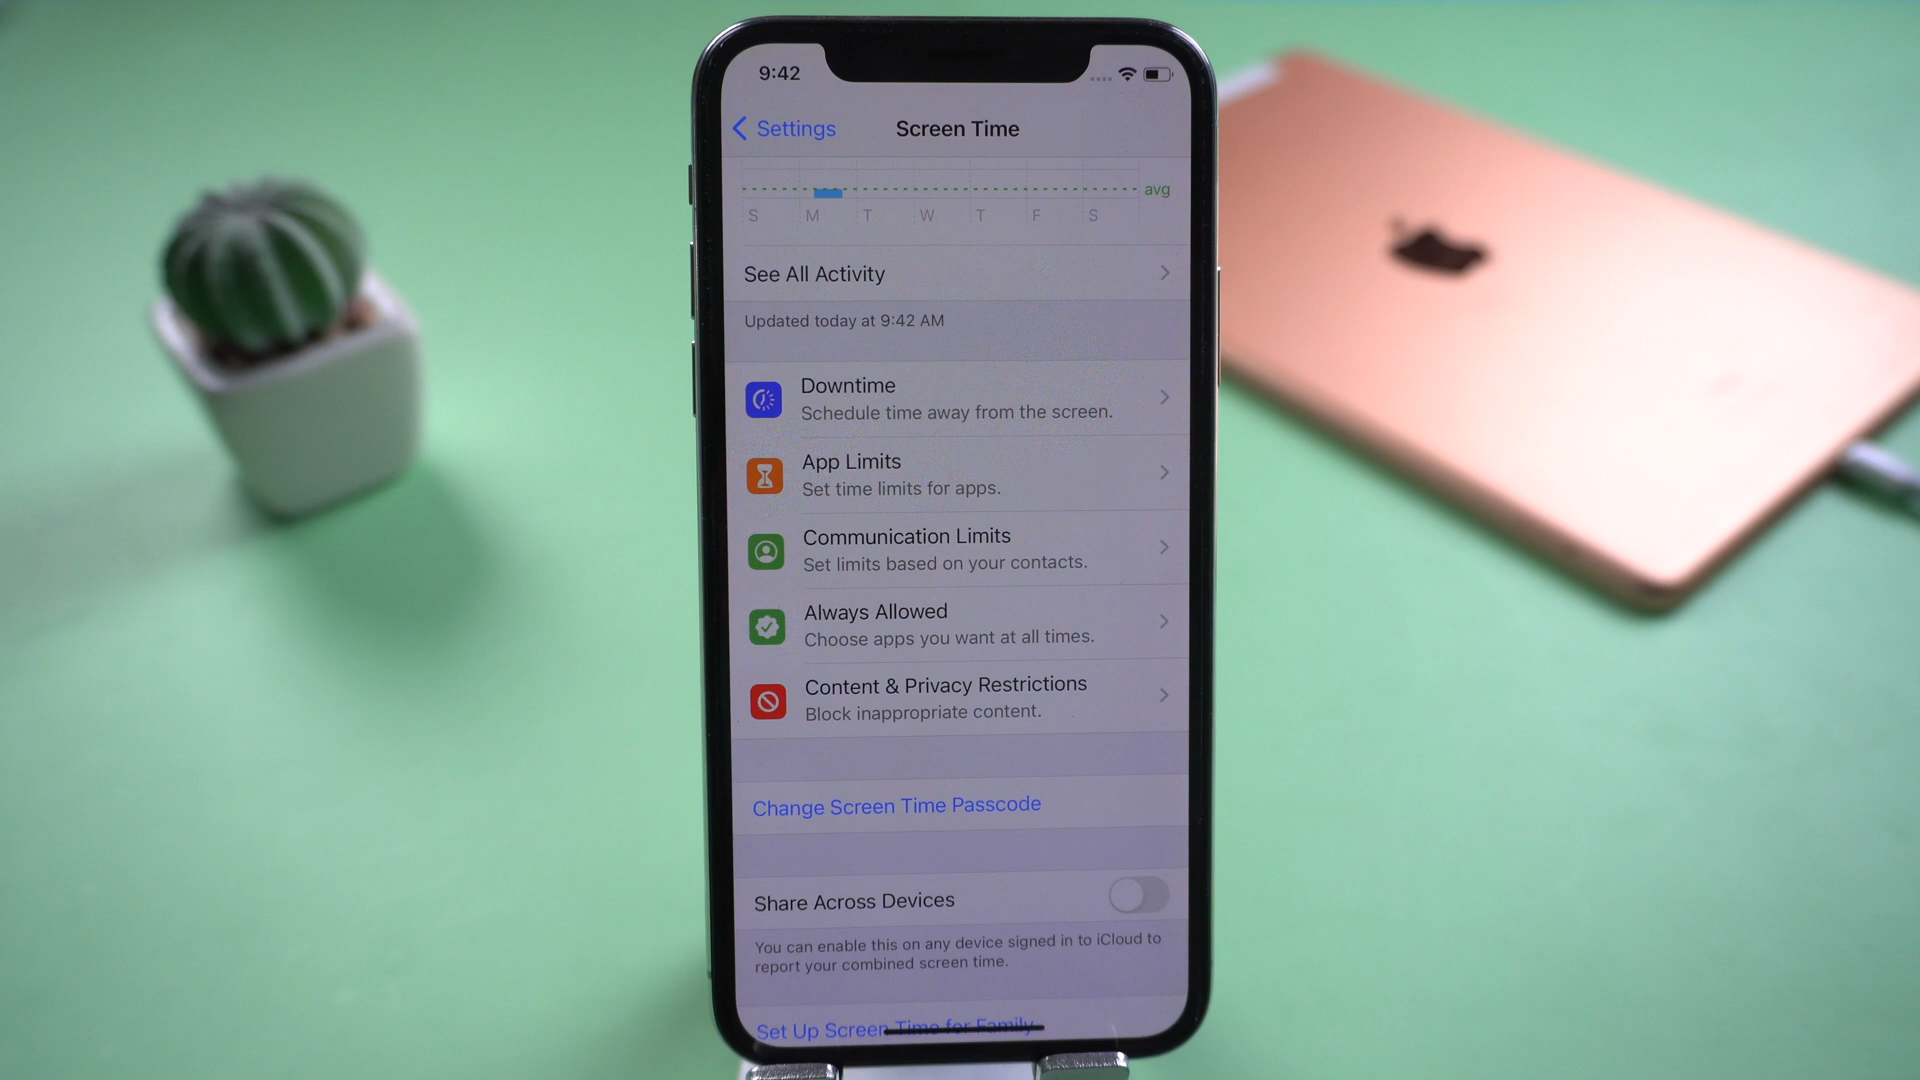 9:42
Settings
Screen Time
avg
S M T W T F S
See All Activity
Updated today at 9:42 AM
Downtime
Schedule time away from the screen.
App Limits
Set time limits for apps.
Communication Limits
Set limits based on your contacts.
Always Allowed
Choose apps you want at all times.
Content & Privacy Restrictions
Block inappropriate content.
Change Screen Time Passcode
Share Across Devices
You can enable this on any device signed in to iCloud to
report your combined screen time.
Set Up Screen Time for Family